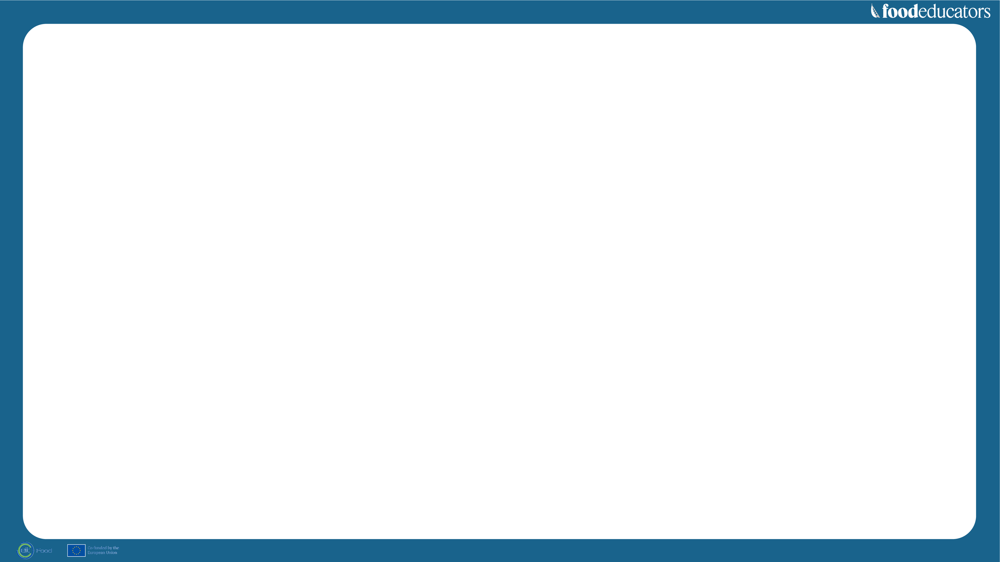 foodeducators
eit Food
Co-funded by the
European Union